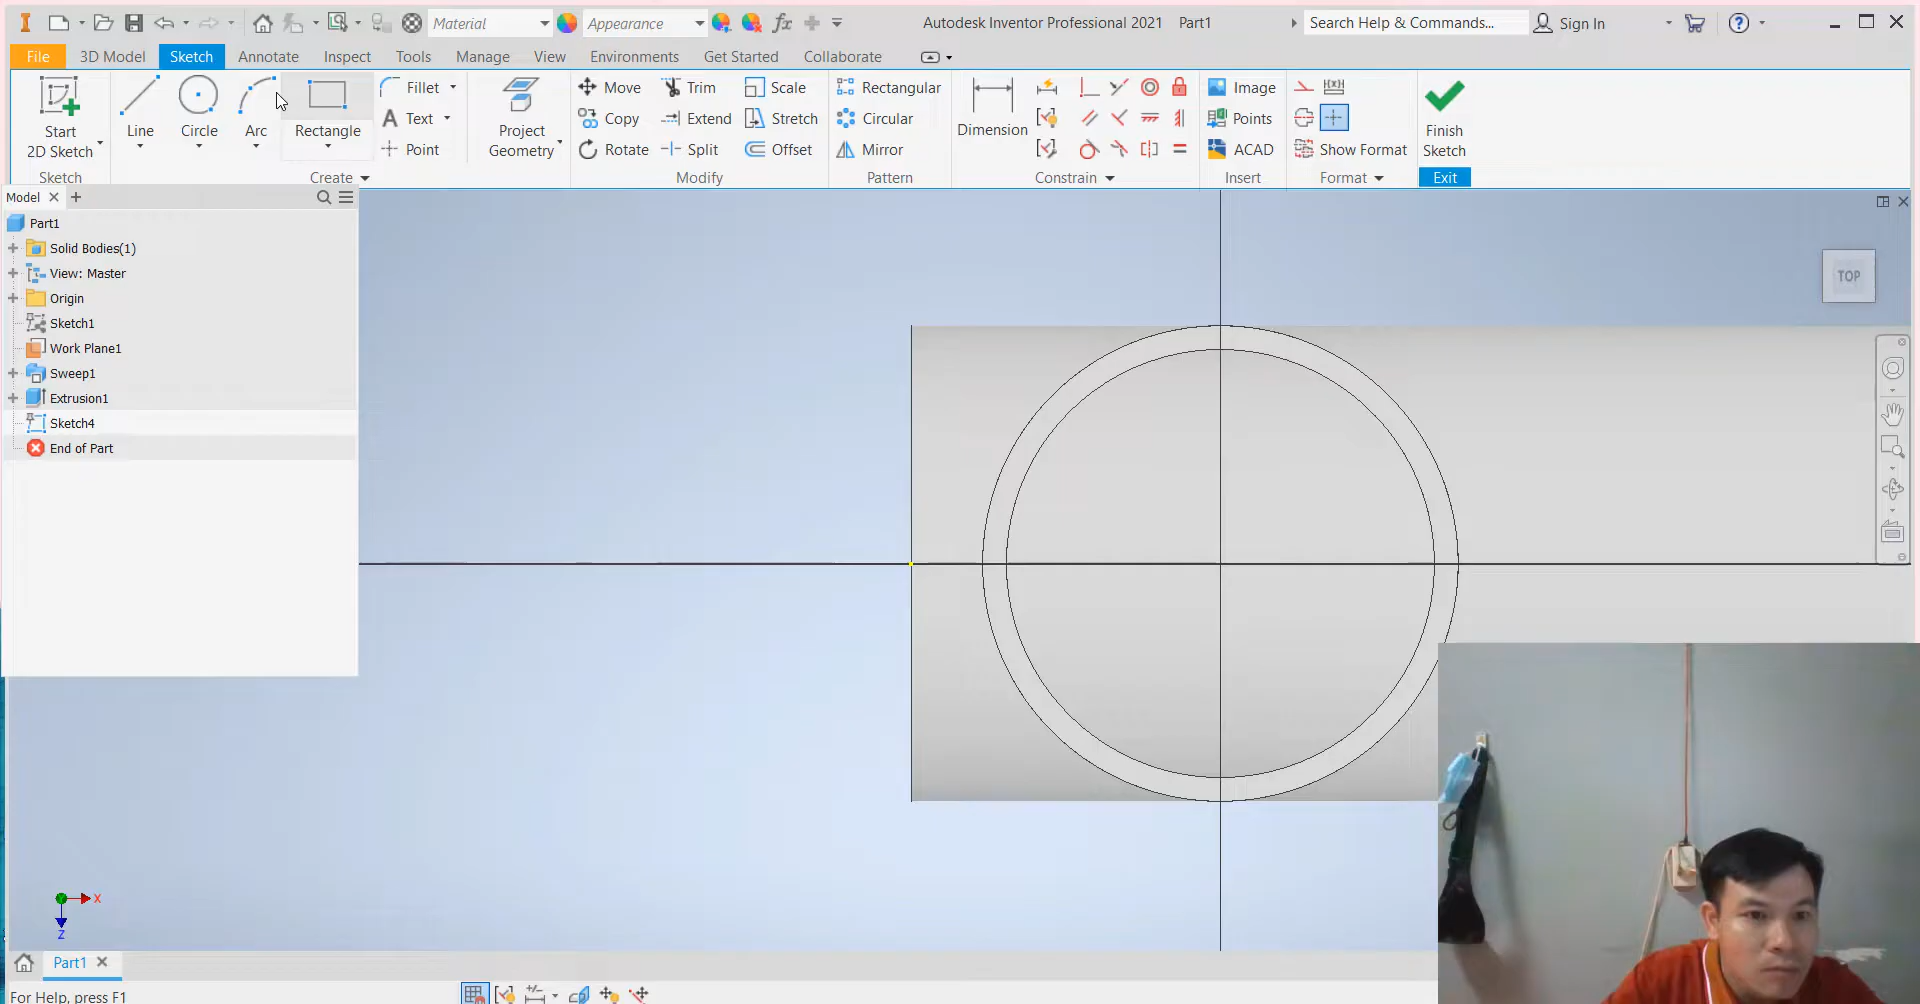 Material
Appearance
fx
Autodesk Inventor Professional 2021 Part1
Search Help & Commands...
Sign In
File 3D Model Sketch Annotate Inspect Tools Manage View Environments Get Started Collaborate
Start
2D Sketch
Line
Circle
Arc
Rectangle
Fillet
Text
Point
Project
Geometry
Move
Copy
Rotate
Trim
Extend
Split
Scale
Stretch
Offset
Rectangular
Circular
Mirror
Dimension
Image
Points
ACAD
Show Format
Finish
Sketch
Sketch
Create
Modify
Pattern
Constrain
Insert
Format
Exit
Model
Part1
Solid Bodies(1)
View: Master
Origin
Sketch1
Work Plane1
Sweep1
Extrusion1
Sketch4
End of Part
TOP
X
Z
Part1
For Help, press F1